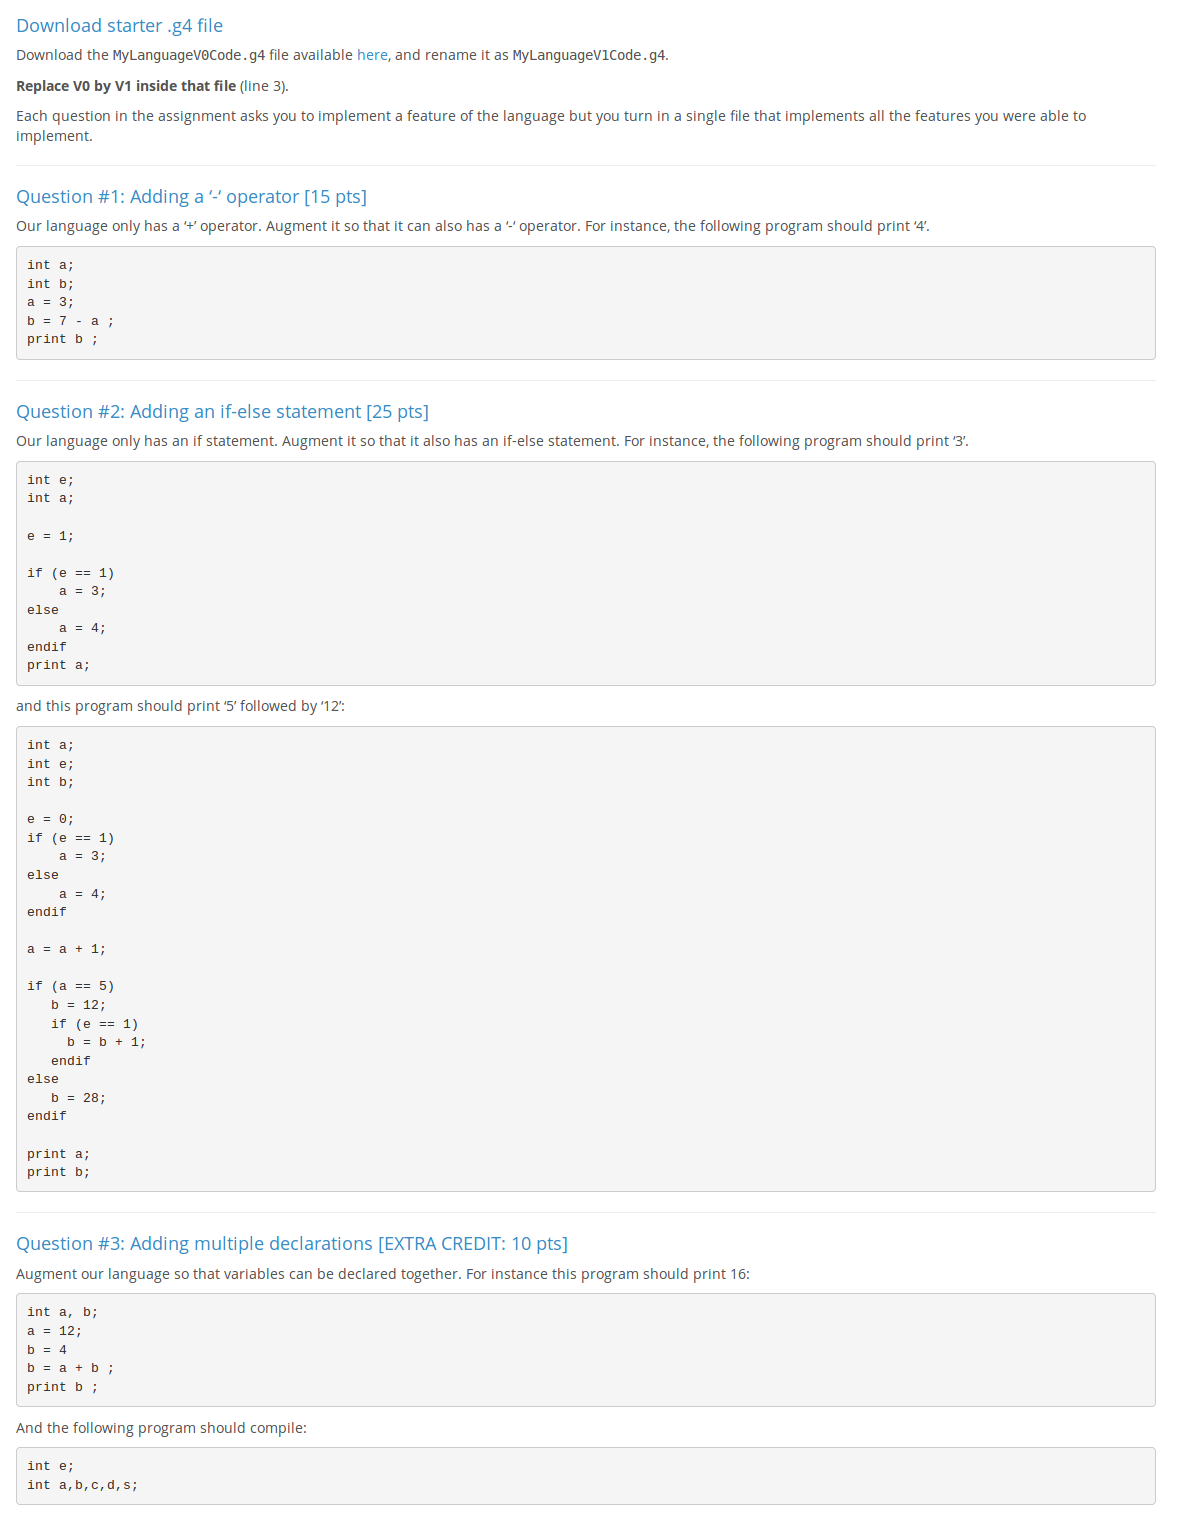 Download starter .g4 file
Download the MyLanguageV0Code.g4 file available here, and rename it as MyLanguageV1Code.g4.
Replace V0 by V1 inside that file (line 3).
Each question in the assignment asks you to implement a feature of the language but you turn in a single file that implements all the features you were able to
implement.
Question #1: Adding a ‘-‘ operator [15 pts]
Our language only has a ‘+’ operator. Augment it so that it can also has a ‘-‘ operator. For instance, the following program should print ‘4’.
int a;
int b;
a = 3;
b = 7 - a ;
print b ;
Question #2: Adding an if-else statement [25 pts]
Our language only has an if statement. Augment it so that it also has an if-else statement. For instance, the following program should print ‘3’.
int e;
int a;
e = 1;
if (e == 1)
    a = 3;
else
    a = 4;
endif
print a;
and this program should print ‘5’ followed by ‘12’:
int a;
int e;
int b;
e = 0;
if (e == 1)
    a = 3;
else
    a = 4;
endif
a = a + 1;
if (a == 5)
   b = 12;
   if (e == 1)
     b = b + 1;
   endif
else
   b = 28;
endif
print a;
print b;
Question #3: Adding multiple declarations [EXTRA CREDIT: 10 pts]
Augment our language so that variables can be declared together. For instance this program should print 16:
int a, b;
a = 12;
b = 4
b = a + b ;
print b ;
And the following program should compile:
int e;
int a,b,c,d,s;